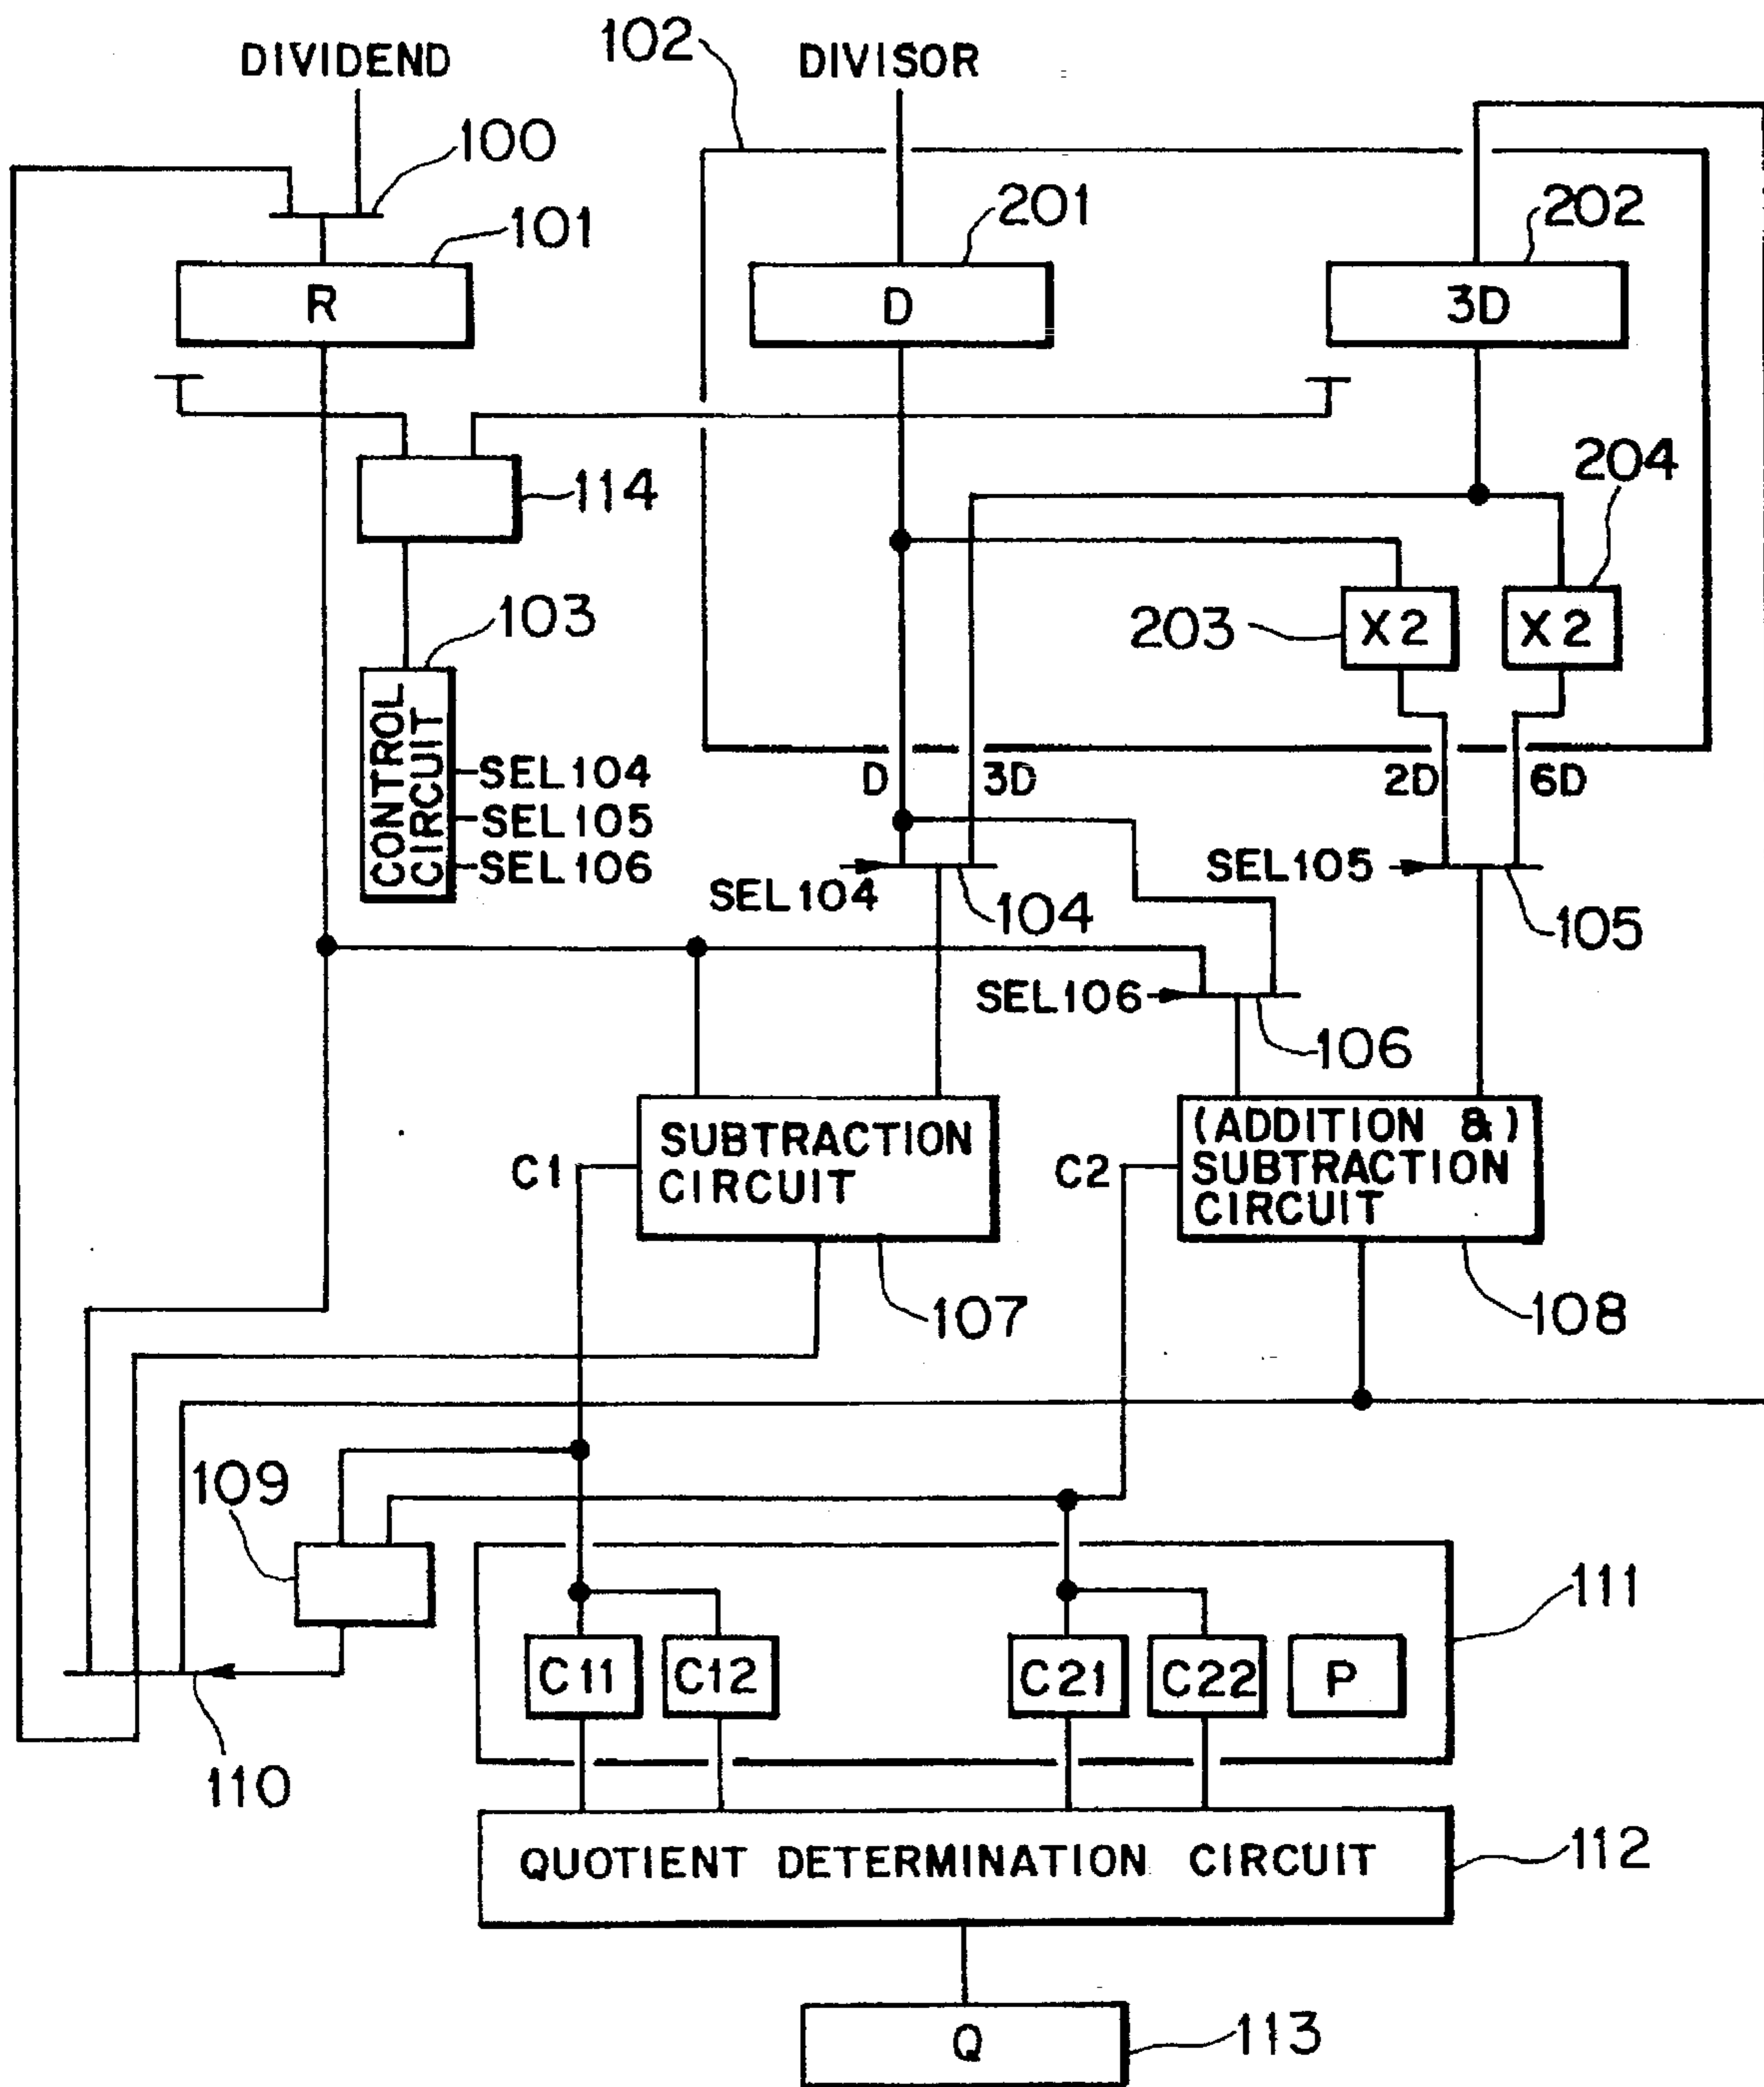 DIVIDEND
102
DIVISOR
100
101
201
202
R
D
3D
114
204
103
203
X2
X2
CONTROL
CIRCUIT
SEL104
SEL105
SEL106
D
3D
2D
6D
SEL104
104
SEL105
105
SEL106
106
C1
SUBTRACTION
CIRCUIT
C2
(ADDITION &)
SUBTRACTION
CIRCUIT
107
108
109
111
C11
C12
C21
C22
P
110
QUOTIENT DETERMINATION CIRCUIT
112
Q
113